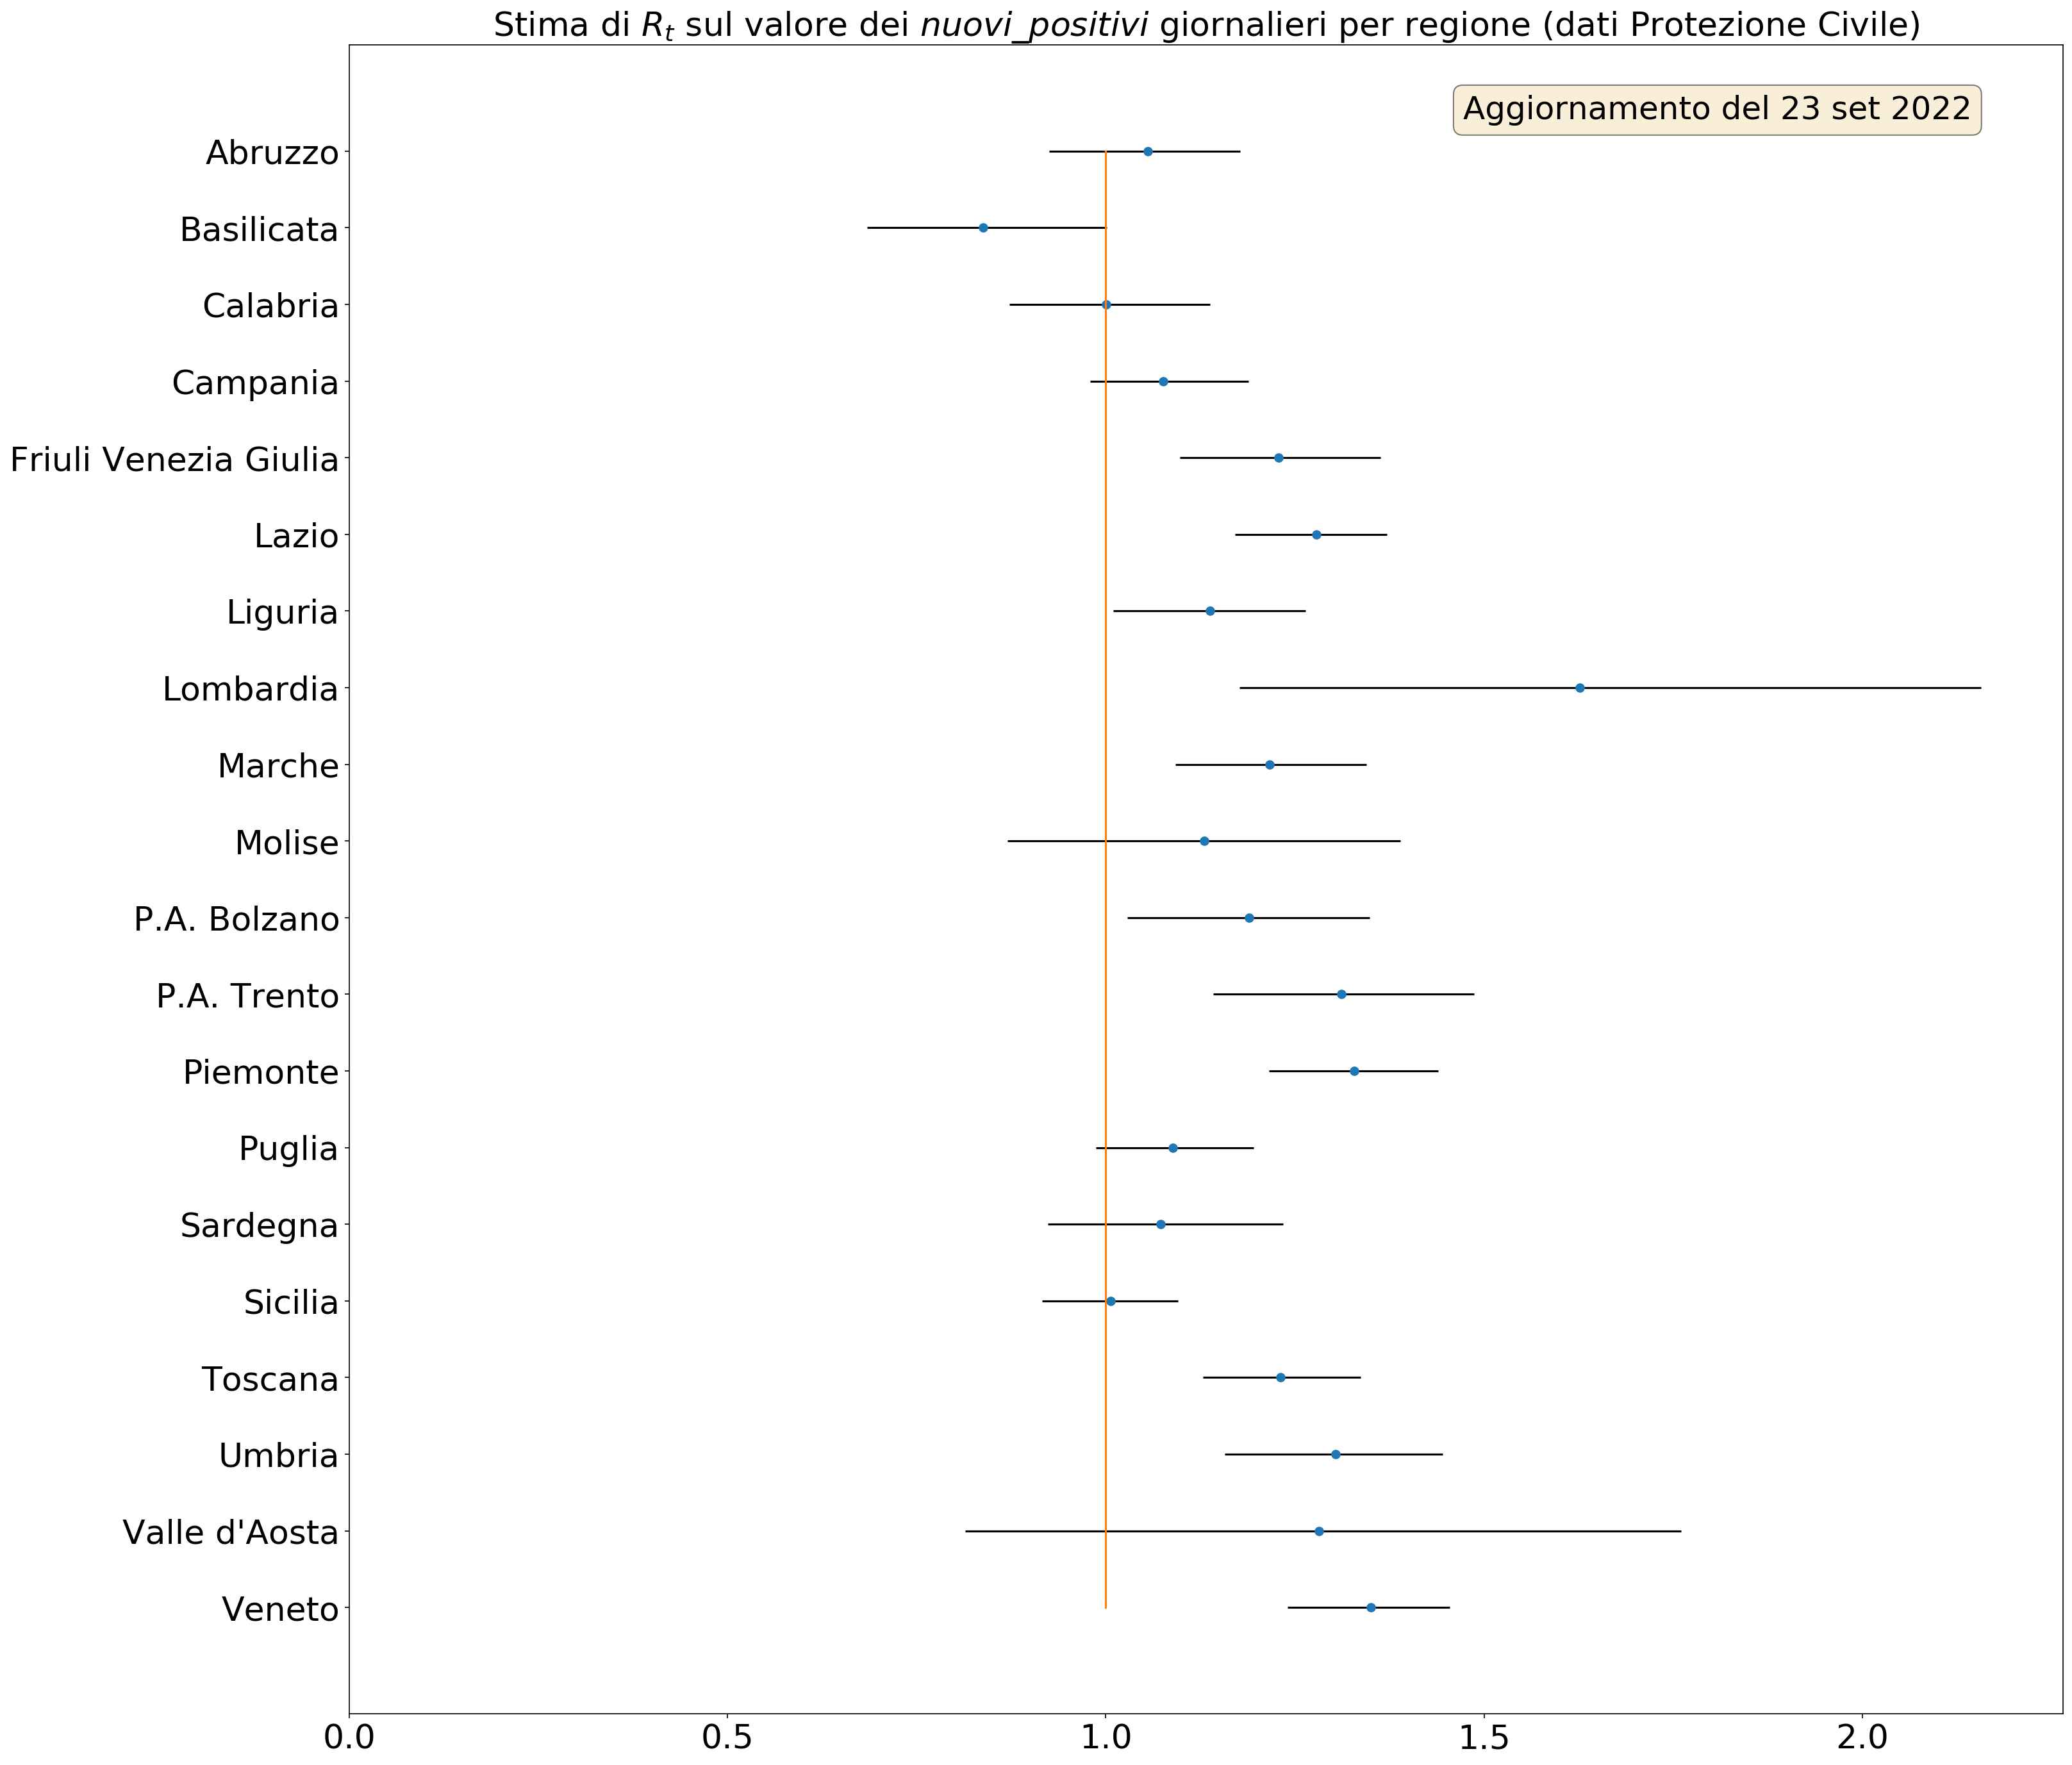 Stima di Rt sul valore dei nuovi_positivi giornalieri per regione (dati Protezione Civile)
Aggiornamento del 23 set 2022
Abruzzo
Basilicata
Calabria
Campania
Friuli Venezia Giulia
Lazio
Liguria
Lombardia
Marche
Molise
P.A. Bolzano
P.A. Trento
Piemonte
Puglia
Sardegna
Sicilia
Toscana
Umbria
Valle d'Aosta
Veneto
0.0 0.5 1.0 1.5 2.0